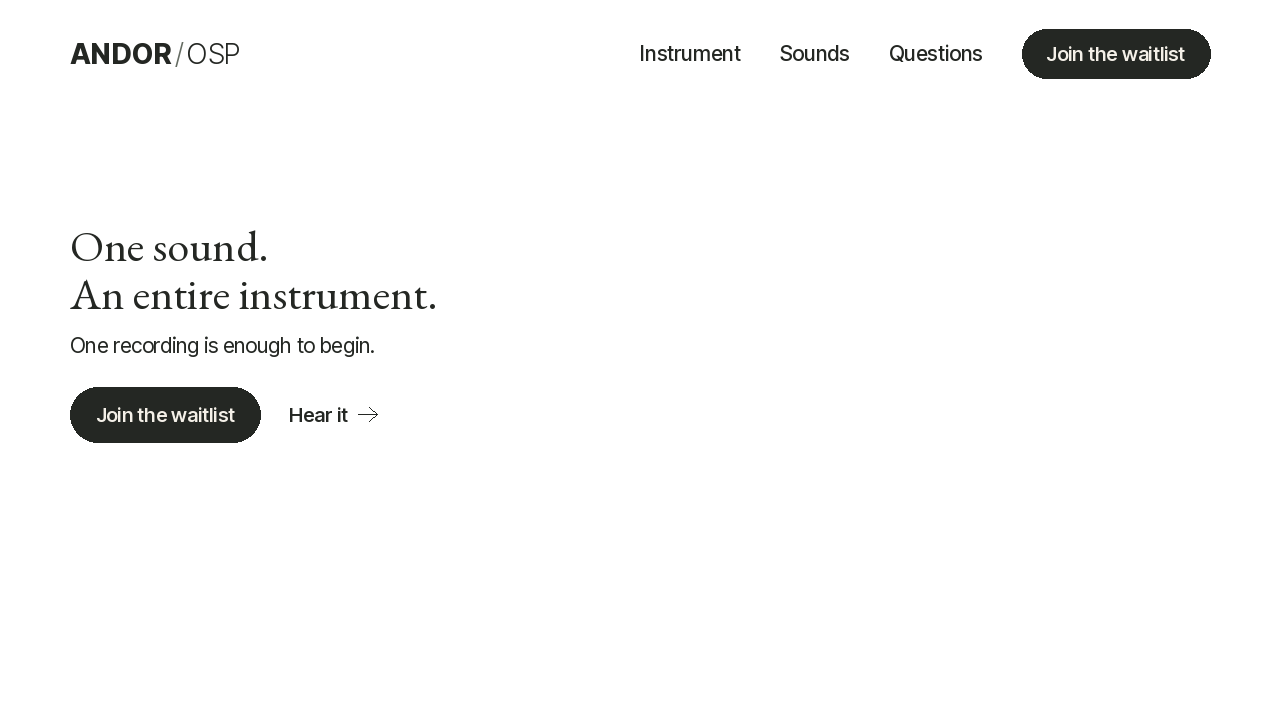 ANDOR/OSP
Instrument
Sounds
Questions
Join the waitlist
One sound.
An entire instrument.
One recording is enough to begin.
Join the waitlist
Hear it